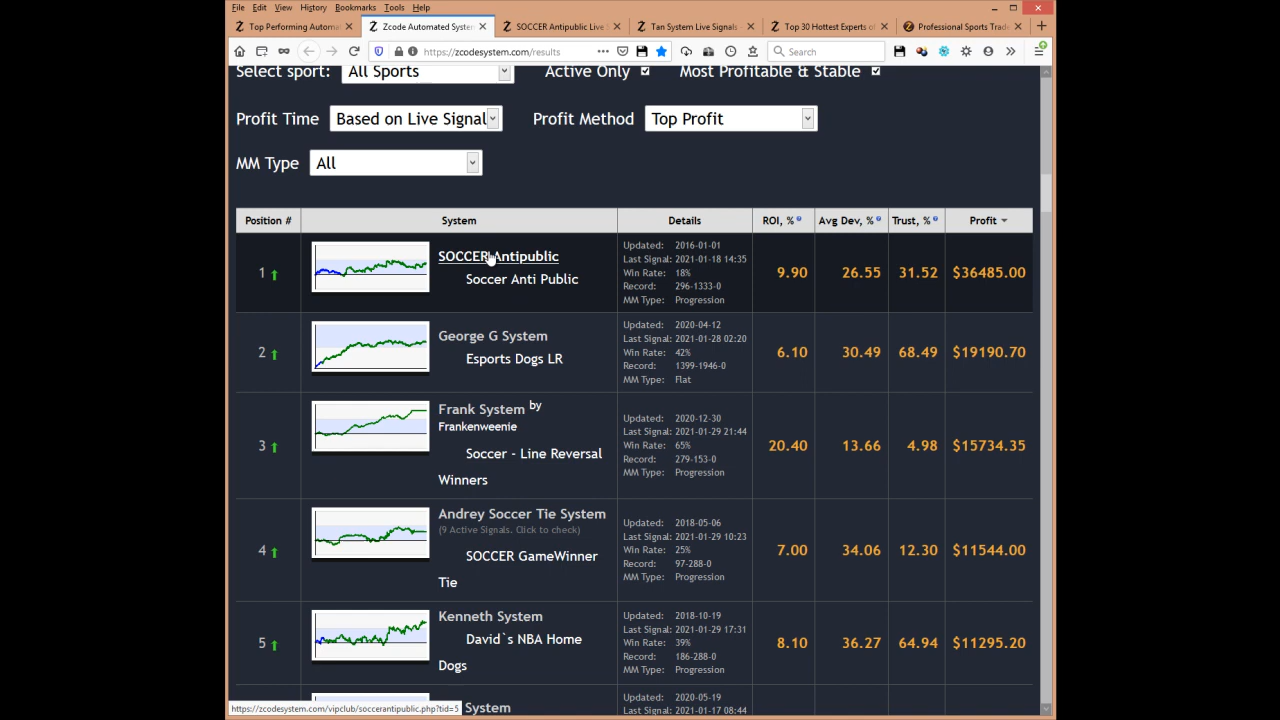 File Edit View History Bookmarks Tools Help
Top Performing Automa
Zcode Automated System
SOCCER Antipublic Live S
Tan System Live Signals
Top 30 Hottest Experts of
Professional Sports Trade
https://zcodesystem.com/results
Search
Select sport: All Sports Active Only Most Profitable & Stable
Profit Time Based on Live Signal Profit Method Top Profit
MM Type All
Position # System Details ROI, % Avg Dev, % Trust, % Profit
1
SOCCER Antipublic
Soccer Anti Public
Updated: 2016-01-01
Last Signal: 2021-01-18 14:35
Win Rate: 18%
Record: 296-1333-0
MM Type: Progression
9.90 26.55 31.52 $36485.00
2
George G System
Esports Dogs LR
Updated: 2020-04-12
Last Signal: 2021-01-28 02:20
Win Rate: 42%
Record: 1399-1946-0
MM Type: Flat
6.10 30.49 68.49 $19190.70
3
Frank System by
Frankenweenie
Soccer - Line Reversal
Winners
Updated: 2020-12-30
Last Signal: 2021-01-29 21:44
Win Rate: 65%
Record: 279-153-0
MM Type: Progression
20.40 13.66 4.98 $15734.35
4
Andrey Soccer Tie System
(9 Active Signals. Click to check)
SOCCER GameWinner
Tie
Updated: 2018-05-06
Last Signal: 2021-01-29 10:23
Win Rate: 25%
Record: 97-288-0
MM Type: Progression
7.00 34.06 12.30 $11544.00
5
Kenneth System
David`s NBA Home
Dogs
Updated: 2018-10-19
Last Signal: 2021-01-29 17:31
Win Rate: 39%
Record: 186-288-0
MM Type: Progression
8.10 36.27 64.94 $11295.20
System
Updated: 2020-05-19
Last Signal: 2021-01-17 08:44
https://zcodesystem.com/vipclub/soccerantipublic.php?tid=5